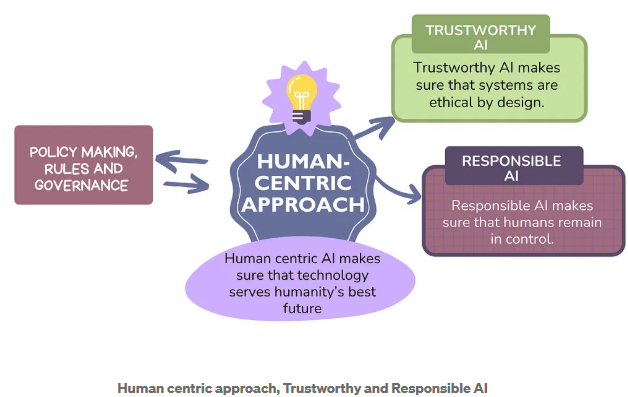 TRUSTWORTHY
AI
Trustworthy AI makes
sure that systems are
ethical by design.
POLICY MAKING,
RULES AND
GOVERNANCE
HUMAN-
CENTRIC
APPROACH
RESPONSIBLE
AI
Responsible AI makes
sure that humans remain
in control.
Human centric AI makes
sure that technology
serves humanity's best
future
Human centric approach, Trustworthy and Responsible AI